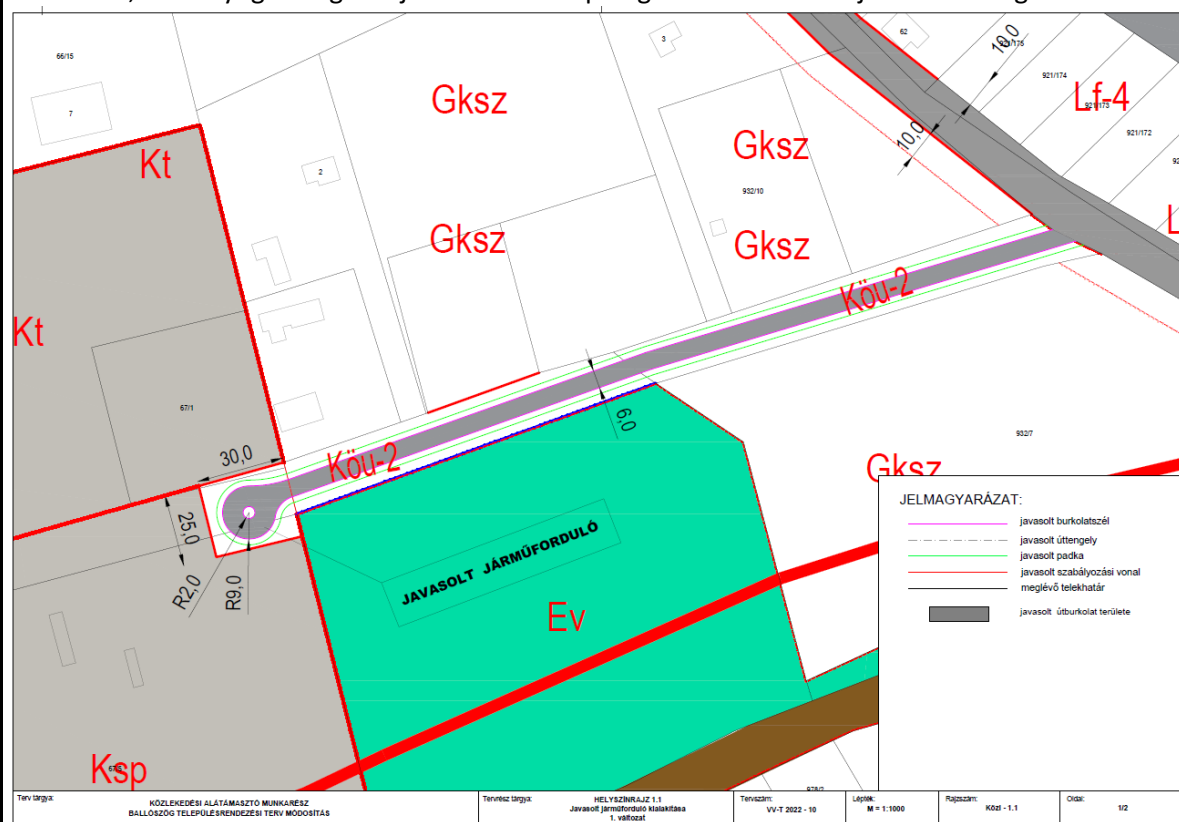 66/15
7
Kt
Gksz
3
2
Gksz
932/10
Gksz
Gksz
62
921/175
10,0
921/174
Lf-4
921/173
921/172
10,0
L
Kt
67/1
30,0
25,0
R2,0
R9,0
Köu-2
Köu-2
6,0
932/7
Gksz
JAVASOLT JÁRMŰFORDULÓ
Ev
Ksp
JELMAGYARÁZAT:
javasolt burkolatszél
javasolt úttengely
javasolt padka
javasolt szabályozási vonal
meglévő telekhatár
javasolt útburkolat területe
Terv tárgya:
KÖZLEKEDÉSI ALÁTÁMASZTÓ MUNKARÉSZ
BALLÓSZÖG TELEPÜLÉSRENDEZÉSI TERV MÓDOSÍTÁS
Tervrész tárgya:
HELYSZÍNRAJZ 1.1
Javasolt járműforduló kialakítása
1. változat
Tervszám:
VV-T 2022 - 10
Lépték:
M = 1:1000
Rajzszám:
Közl - 1.1
Oldal:
1/2